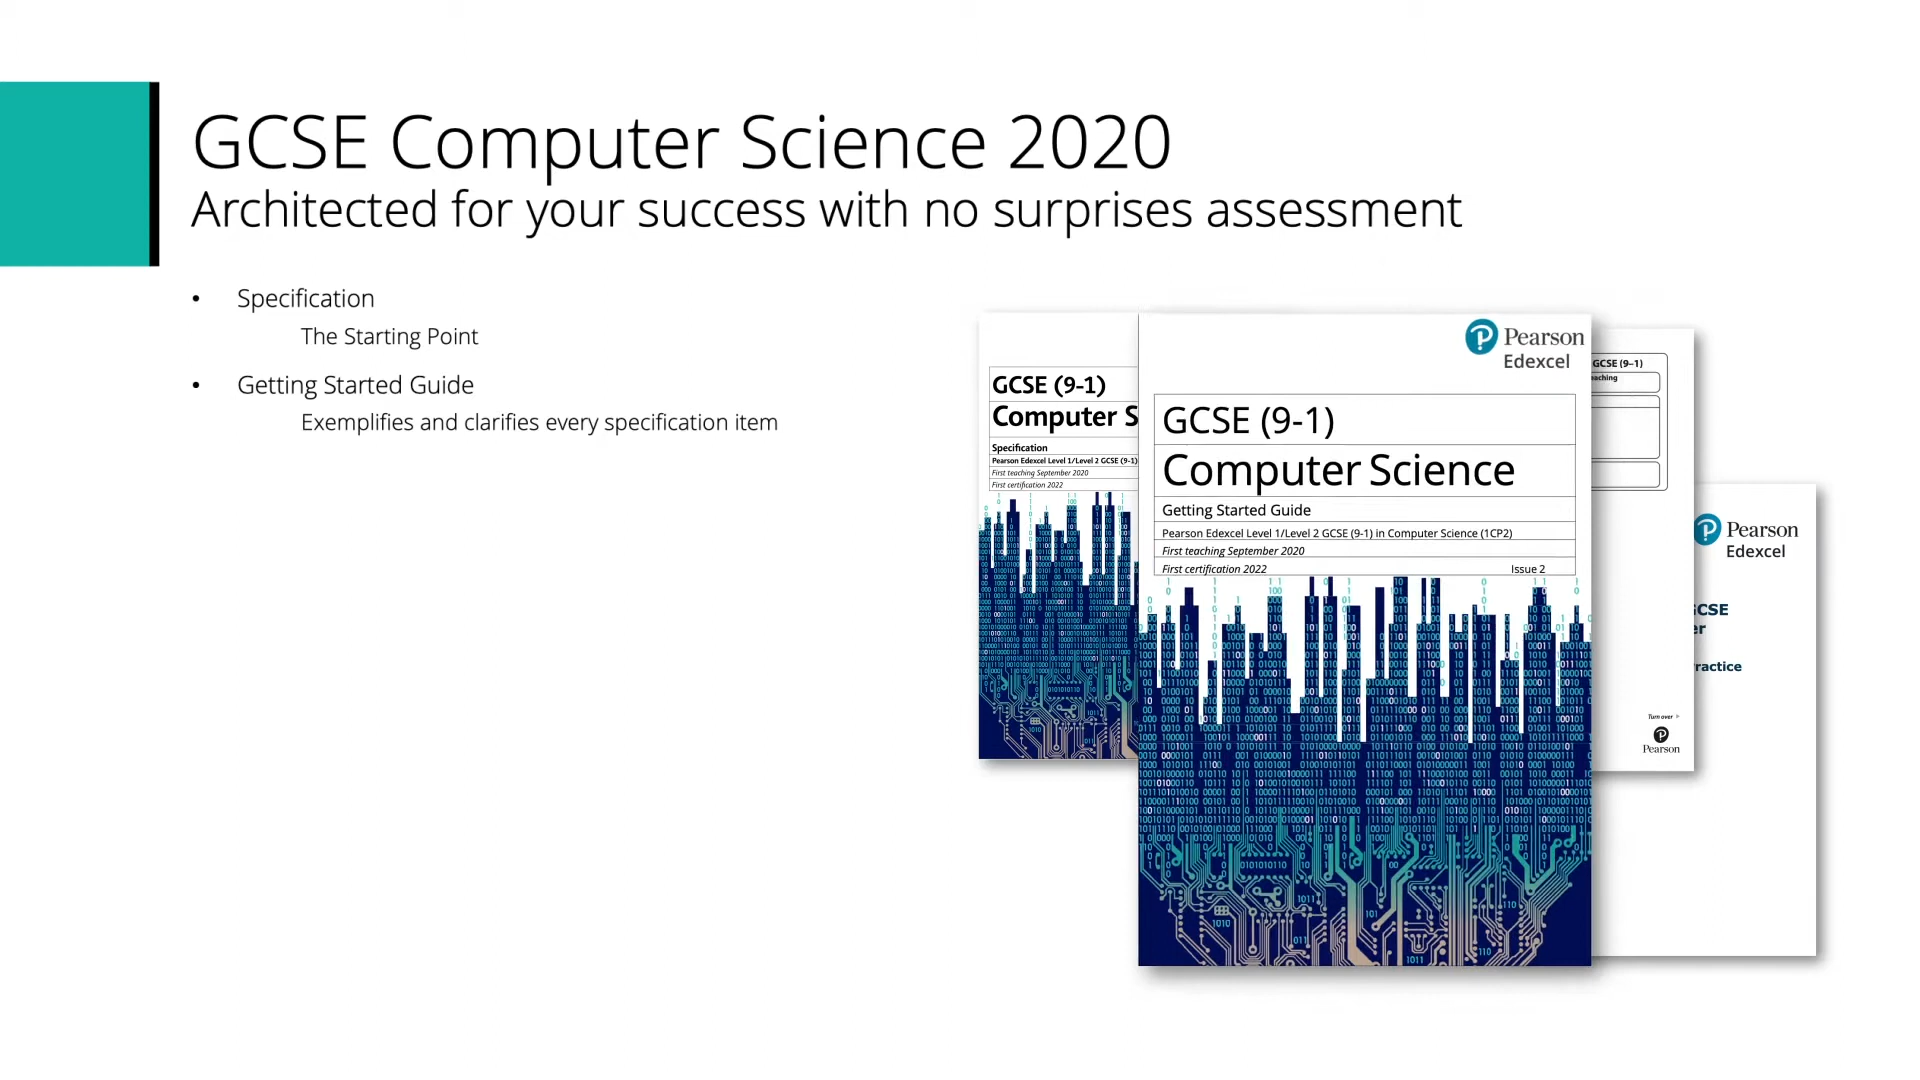 GCSE Computer Science 2020
Architected for your success with no surprises assessment
• Specification
The Starting Point
• Getting Started Guide
Exemplifies and clarifies every specification item
GCSE (9-1)
Computer S
Specification
Pearson Edexcel Level 1/Level 2 GCSE (9-1)
First teaching September 2020
First certification 2022
Pearson
Edexcel
GCSE (9-1)
Computer Science
Getting Started Guide
Pearson Edexcel Level 1/Level 2 GCSE (9-1) in Computer Science (1CP2)
First teaching September 2020
First certification 2022 Issue 2
GCSE (9–1)
Turn over
Pearson
Pearson
Edexcel